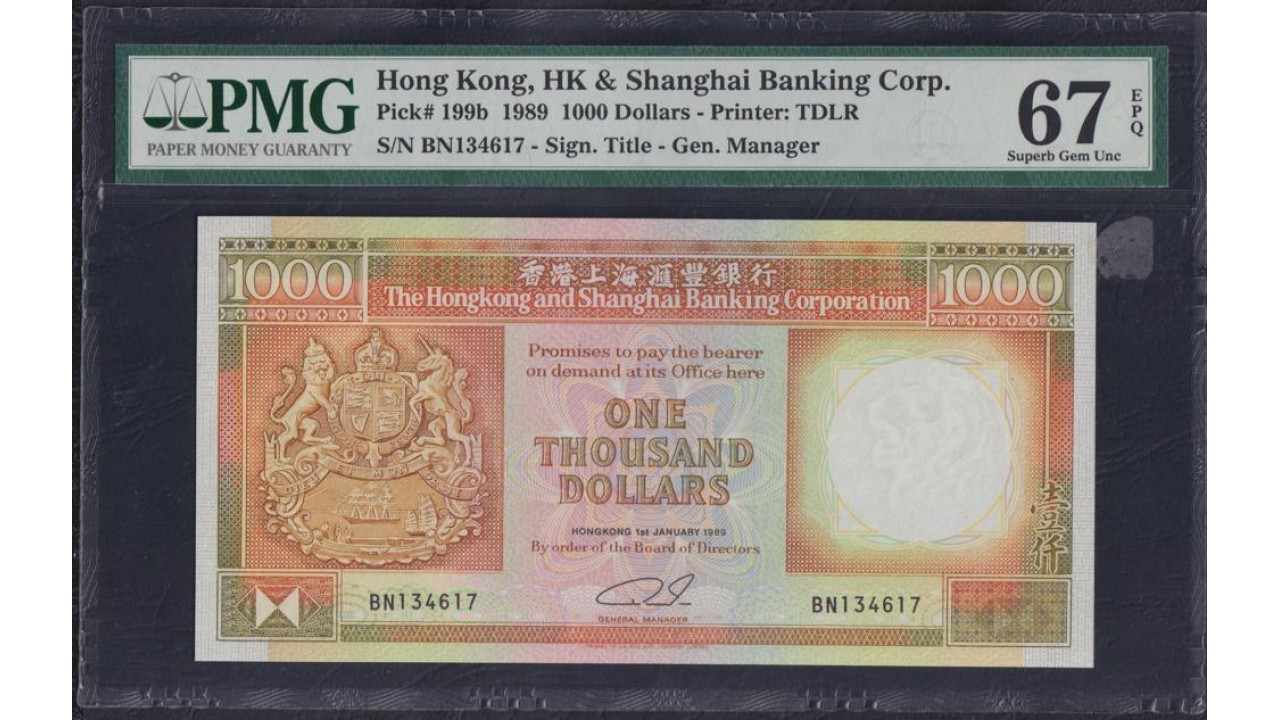 PMG
PAPER MONEY GUARANTY
Hong Kong, HK & Shanghai Banking Corp.
Pick# 199b 1989 1000 Dollars - Printer: TDLR
S/N BN134617 - Sign. Title - Gen. Manager
67
EPQ
Superb Gem Unc
1000
香港上海滙豐銀行
The Hongkong and Shanghai Banking Corporation
1000
Promises to pay the bearer
on demand at its Office here
ONE
THOUSAND
DOLLARS
HONGKONG 1st JANUARY 1989
By order of the Board of Directors
壹仟
BN134617
GENERAL MANAGER
BN134617